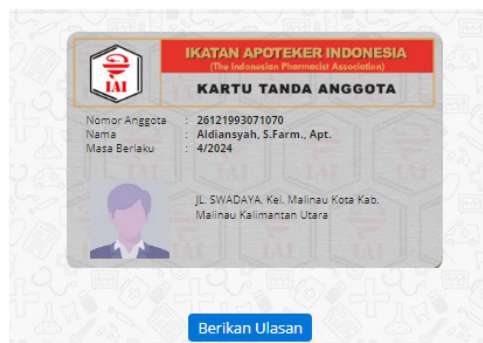 IKATAN APOTEKER INDONESIA
(The Indonesian Pharmacist Association)
IAI
KARTU TANDA ANGGOTA
Nomor Anggota : 26121993071070
Nama : Aldiansyah, S.Farm., Apt.
Masa Berlaku : 4/2024
JL. SWADAYA, Kel. Malinau Kota Kab.
Malinau Kalimantan Utara
Berikan Ulasan